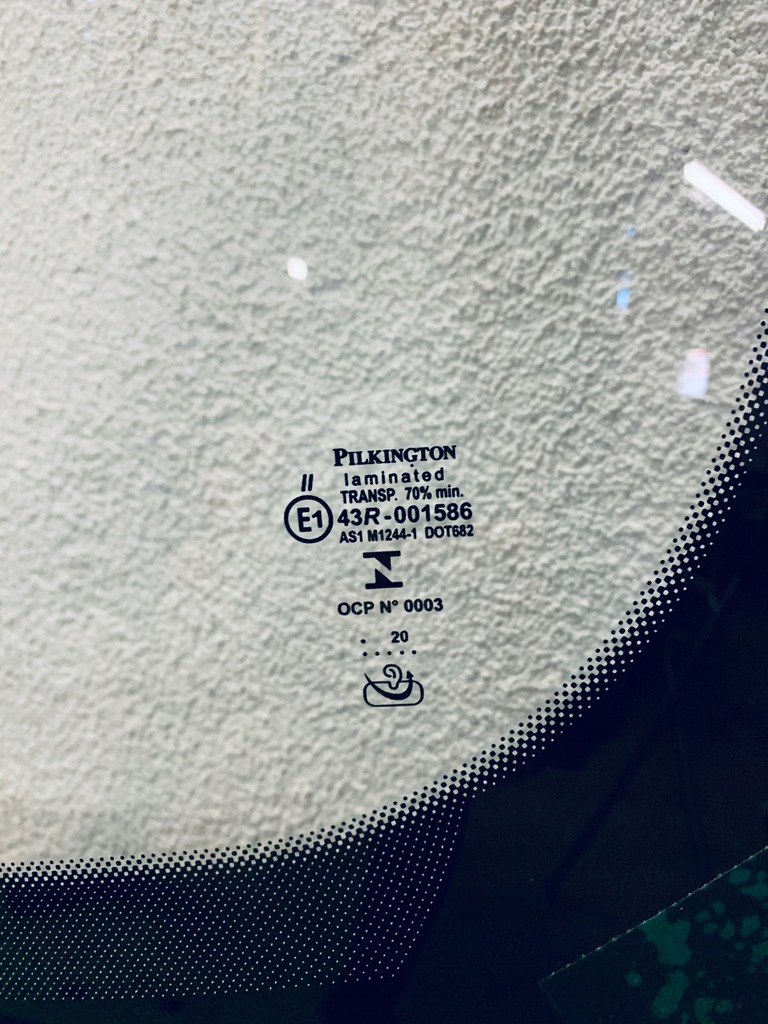 PILKINGTON
laminated
TRANSP. 70% min.
II
E1 43R-001586
AS1 M1244-1 DOT682
OCP N° 0003
. 20
. . . . .